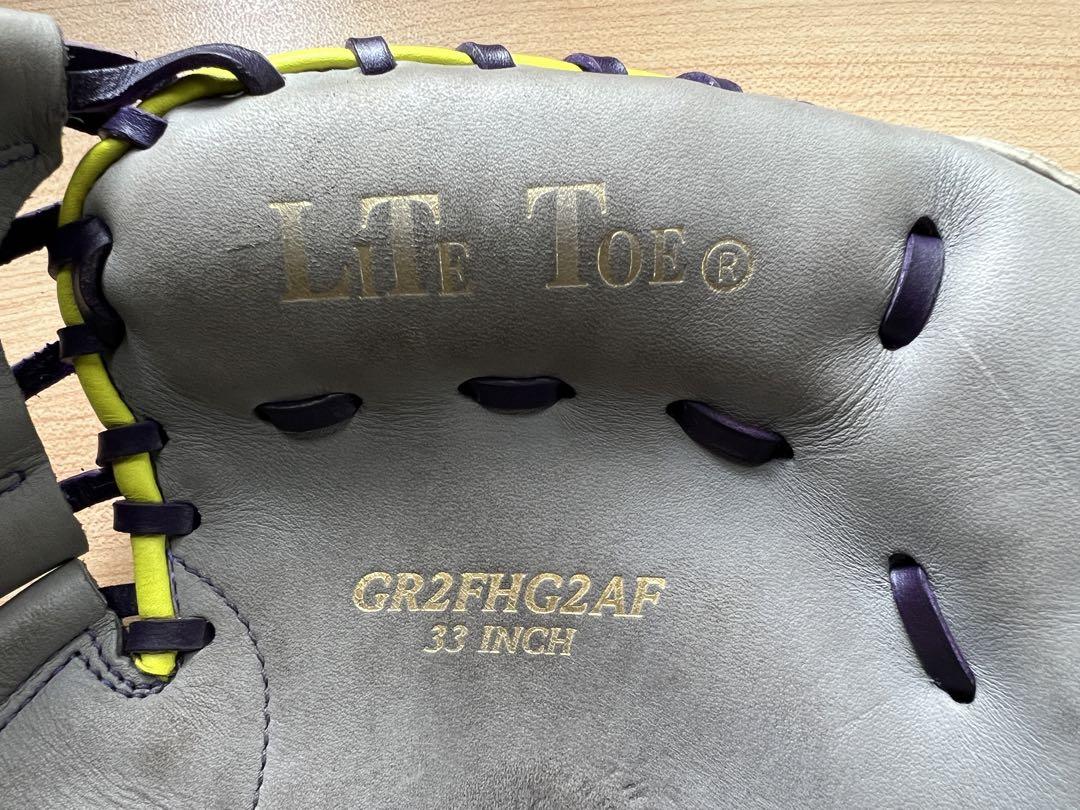 LITE TOE®
GR2FHG2AF
33 INCH